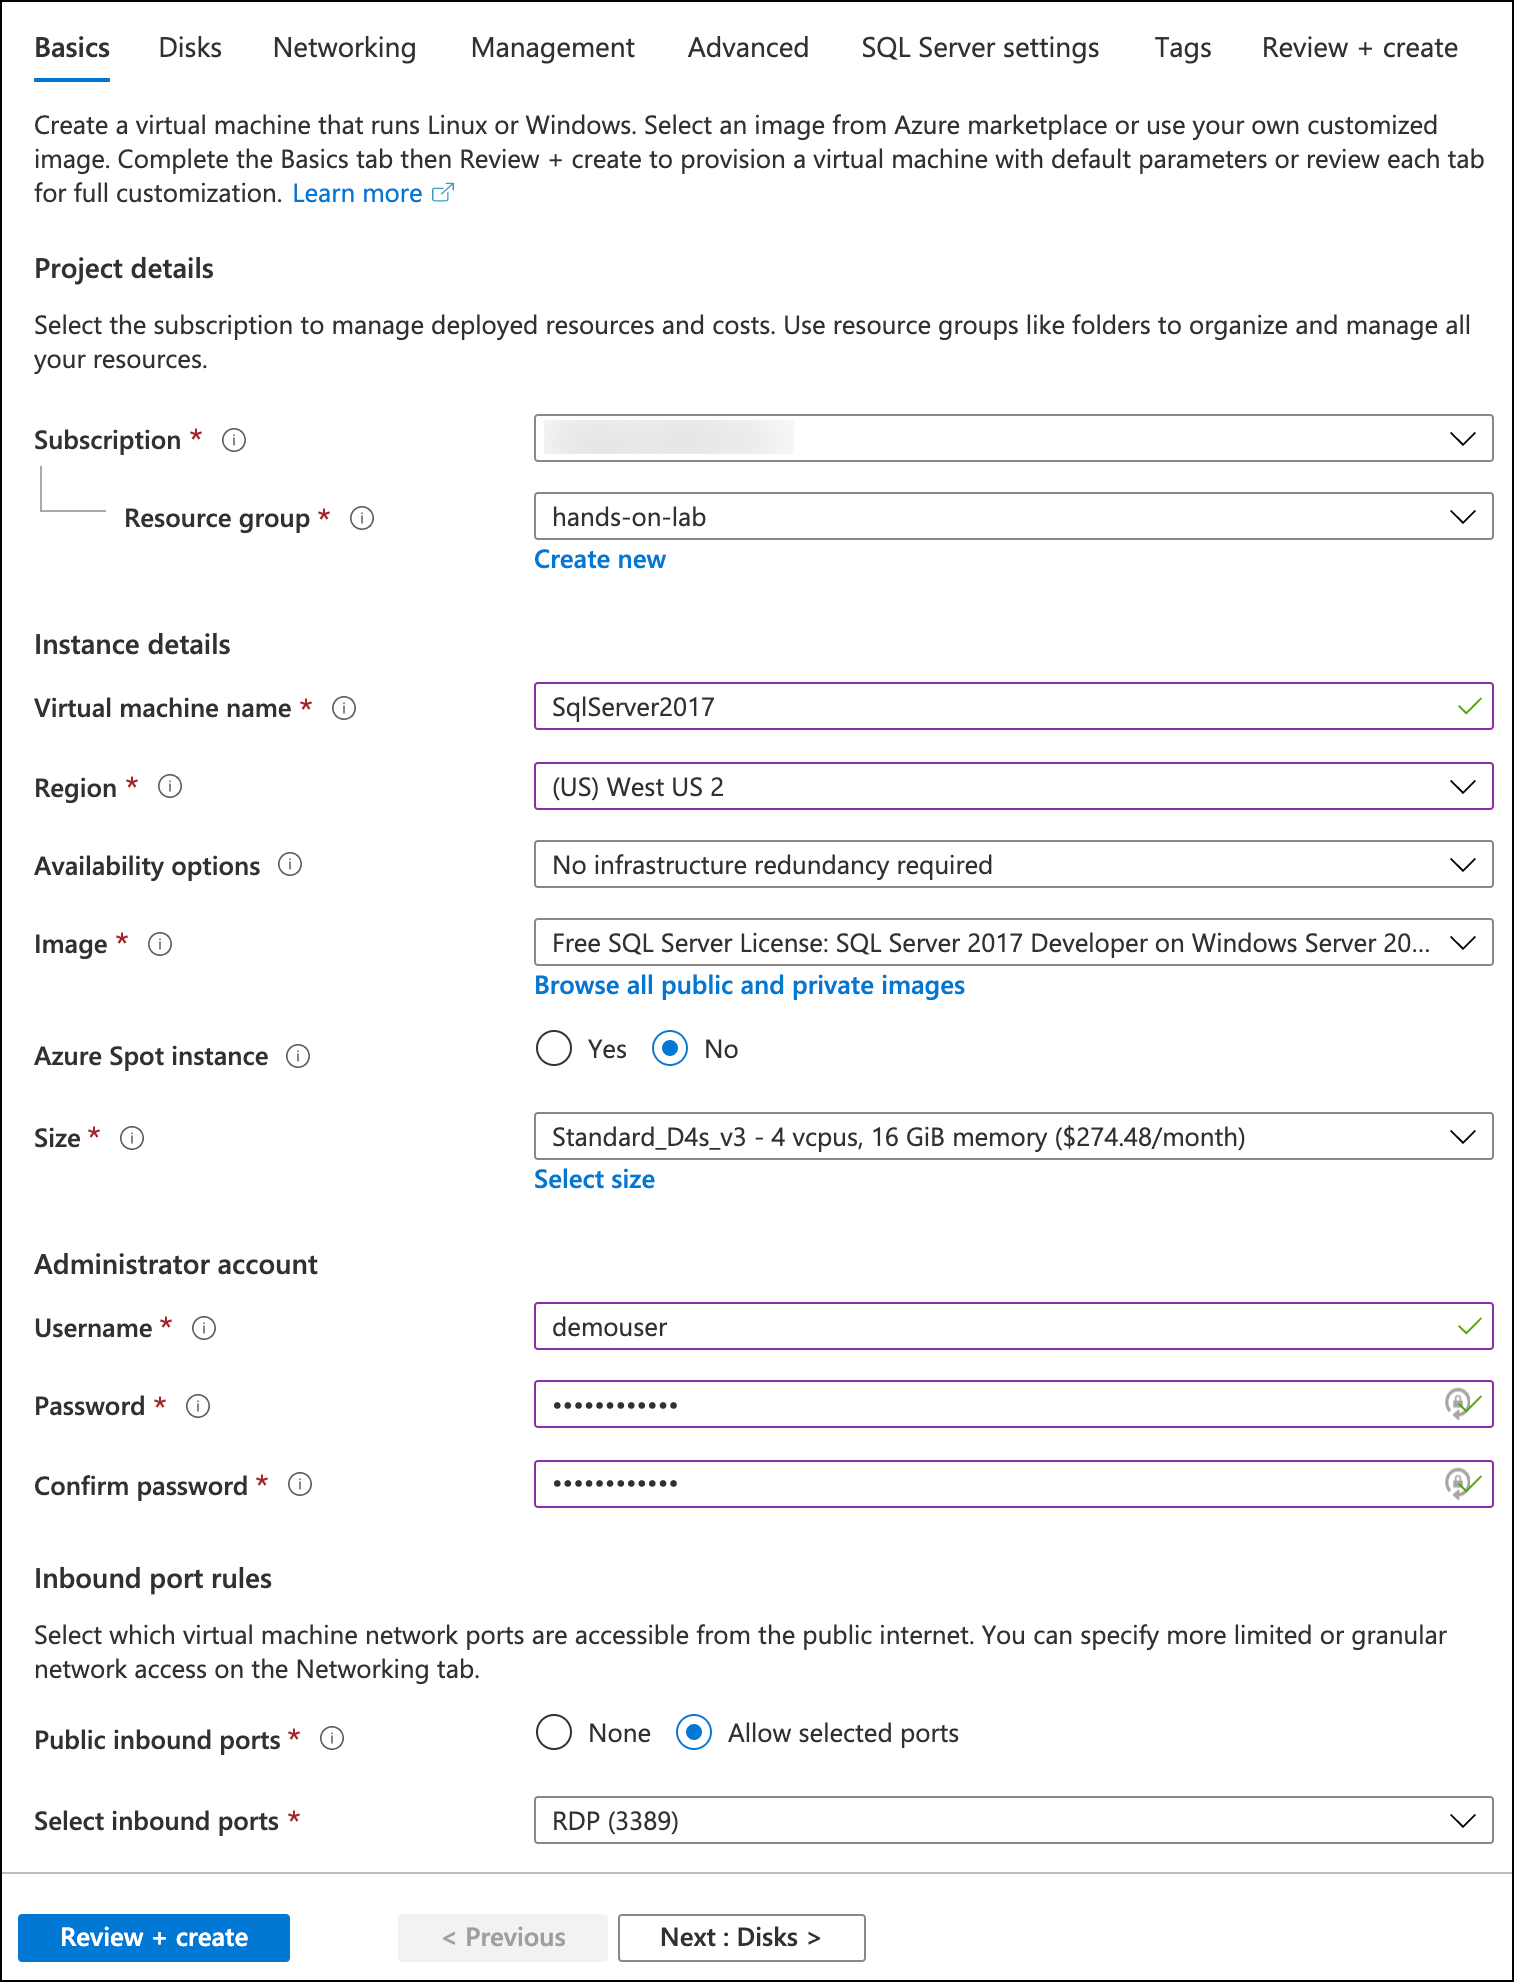 Basics Disks Networking Management Advanced SQL Server settings Tags Review + create
Create a virtual machine that runs Linux or Windows. Select an image from Azure marketplace or use your own customized
image. Complete the Basics tab then Review + create to provision a virtual machine with default parameters or review each tab
for full customization. Learn more
Project details
Select the subscription to manage deployed resources and costs. Use resource groups like folders to organize and manage all
your resources.
Subscription *
Resource group * hands-on-lab
Create new
Instance details
Virtual machine name * SqlServer2017
Region * (US) West US 2
Availability options No infrastructure redundancy required
Image * Free SQL Server License: SQL Server 2017 Developer on Windows Server 20...
Browse all public and private images
Azure Spot instance Yes No
Size * Standard_D4s_v3 - 4 vcpus, 16 GiB memory ($274.48/month)
Select size
Administrator account
Username * demouser
Password * ••••••••••••
Confirm password * ••••••••••••
Inbound port rules
Select which virtual machine network ports are accessible from the public internet. You can specify more limited or granular
network access on the Networking tab.
Public inbound ports * None Allow selected ports
Select inbound ports * RDP (3389)
Review + create < Previous Next : Disks >